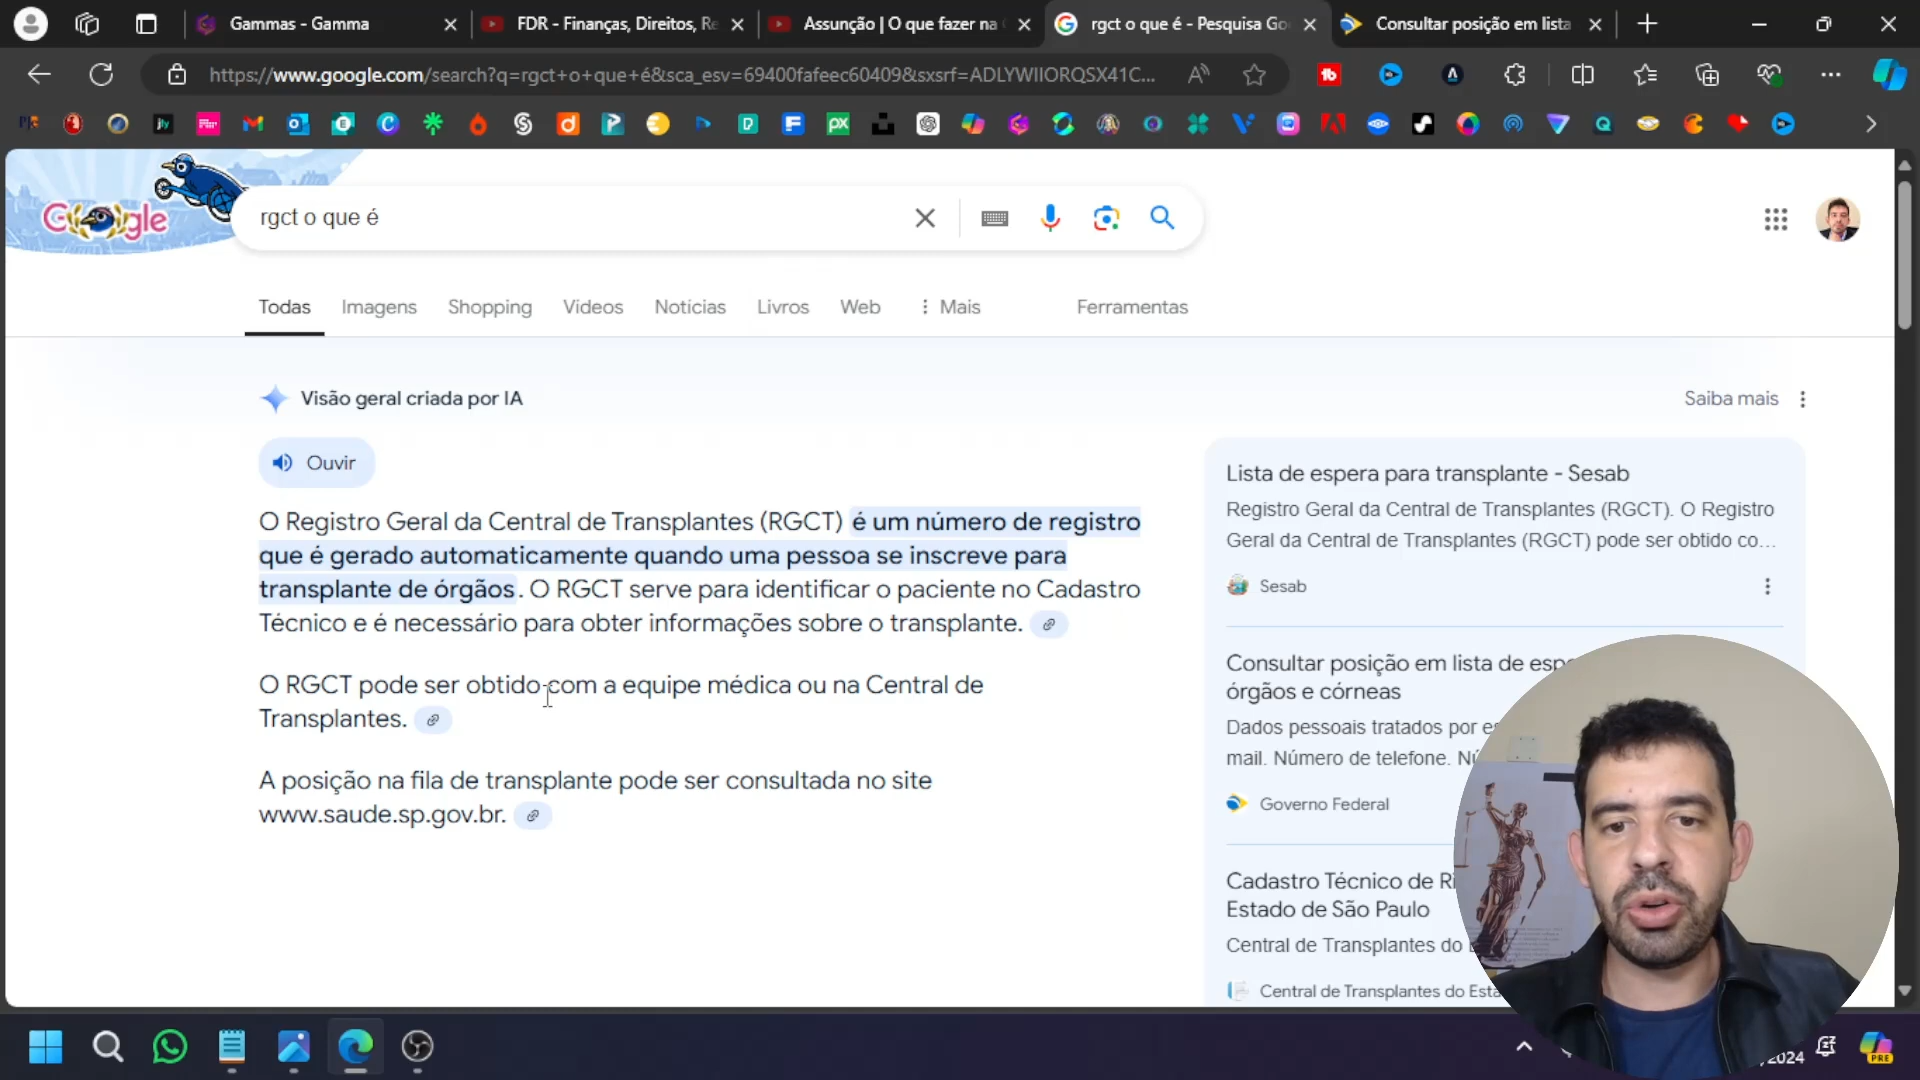 Gammas - Gamma
FDR - Finanças, Direitos, Re
Assunção | O que fazer na
rgct o que é - Pesquisa Go
Consultar posição em lista
https://www.google.com/search?q=rgct+o+que+é&sca_esv=69400fafeec60409&sxsrf=ADLYWIIORQSX41C...
Google
rgct o que é
Todas
Imagens
Shopping
Vídeos
Notícias
Livros
Web
Mais
Ferramentas
Visão geral criada por IA
Saiba mais
Ouvir
O Registro Geral da Central de Transplantes (RGCT) é um número de registro
que é gerado automaticamente quando uma pessoa se inscreve para
transplante de órgãos. O RGCT serve para identificar o paciente no Cadastro
Técnico e é necessário para obter informações sobre o transplante.
O RGCT pode ser obtido com a equipe médica ou na Central de
Transplantes.
A posição na fila de transplante pode ser consultada no site
www.saude.sp.gov.br.
Lista de espera para transplante - Sesab
Registro Geral da Central de Transplantes (RGCT). O Registro
Geral da Central de Transplantes (RGCT) pode ser obtido co...
Sesab
Consultar posição em lista de esp
órgãos e córneas
Dados pessoais tratados por e
mail. Número de telefone. Nú
Governo Federal
Cadastro Técnico de R
Estado de São Paulo
Central de Transplantes do
Central de Transplantes do Esta
2024
PRE